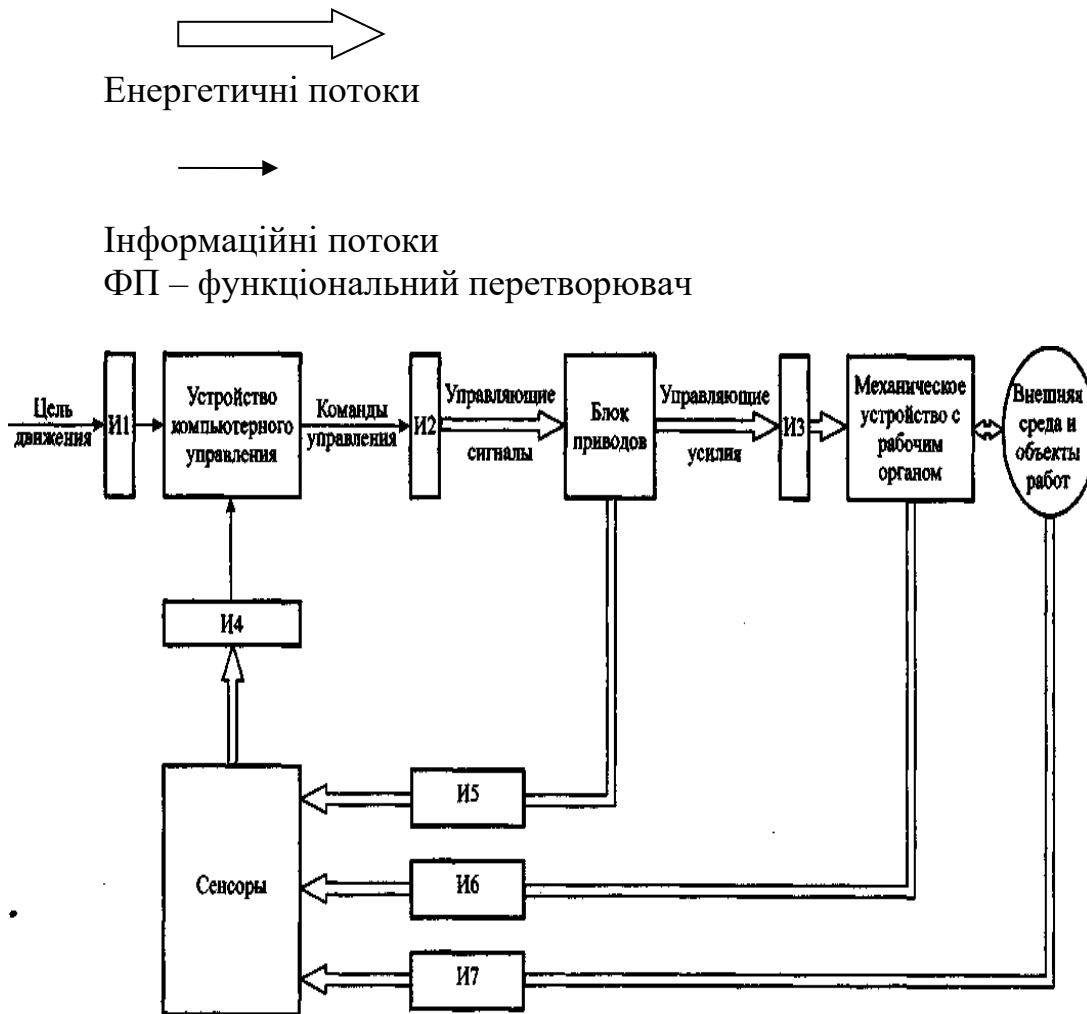 Енергетичні потоки
Інформаційні потоки
ФП – функціональний перетворювач
Цель
движения
И1
Устройство
компьютерного
управления
Команды
управления
И2
Управляющие
сигналы
Блок
приводов
Управляющие
усилия
И3
Механическое
устройство с
рабочим
органом
Внешняя
среда и
объекты
работ
И4
И5
Сенсоры
И6
И7